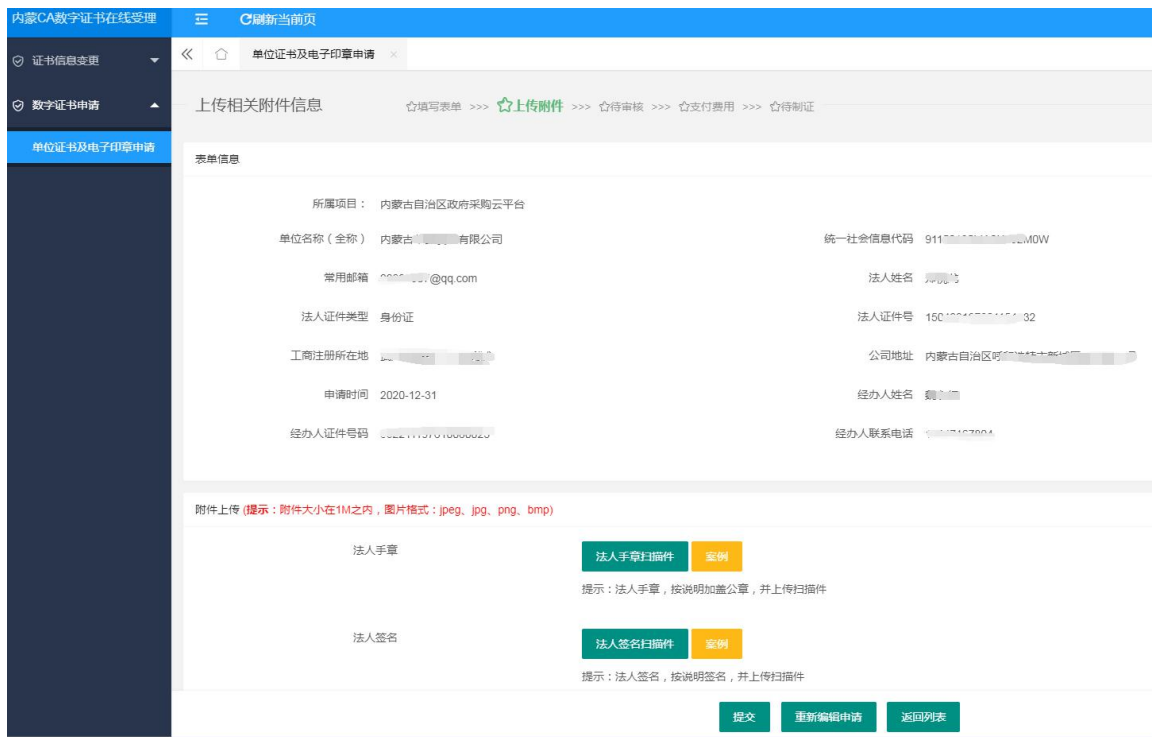 内蒙CA数字证书在线受理
刷新当前页
证书信息变更
单位证书及电子印章申请
数字证书申请
上传相关附件信息
填写表单 >>> 上传附件 >>> 待审核 >>> 支付费用 >>> 待制证
单位证书及电子印章申请
表单信息
所属项目： 内蒙古自治区政府采购云平台
单位名称（全称） 内蒙古 有限公司
统一社会信息代码 911 M0W
常用邮箱 @qq.com
法人姓名
法人证件类型 身份证
法人证件号 150 32
工商注册所在地
公司地址 内蒙古自治区
申请时间 2020-12-31
经办人姓名
经办人证件号码
经办人联系电话
附件上传 (提示：附件大小在1M之内，图片格式：jpeg、jpg、png、bmp)
法人手章
法人手章扫描件 案例
提示：法人手章，按说明加盖公章，并上传扫描件
法人签名
法人签名扫描件 案例
提示：法人签名，按说明签名，并上传扫描件
提交 重新编辑申请 返回列表